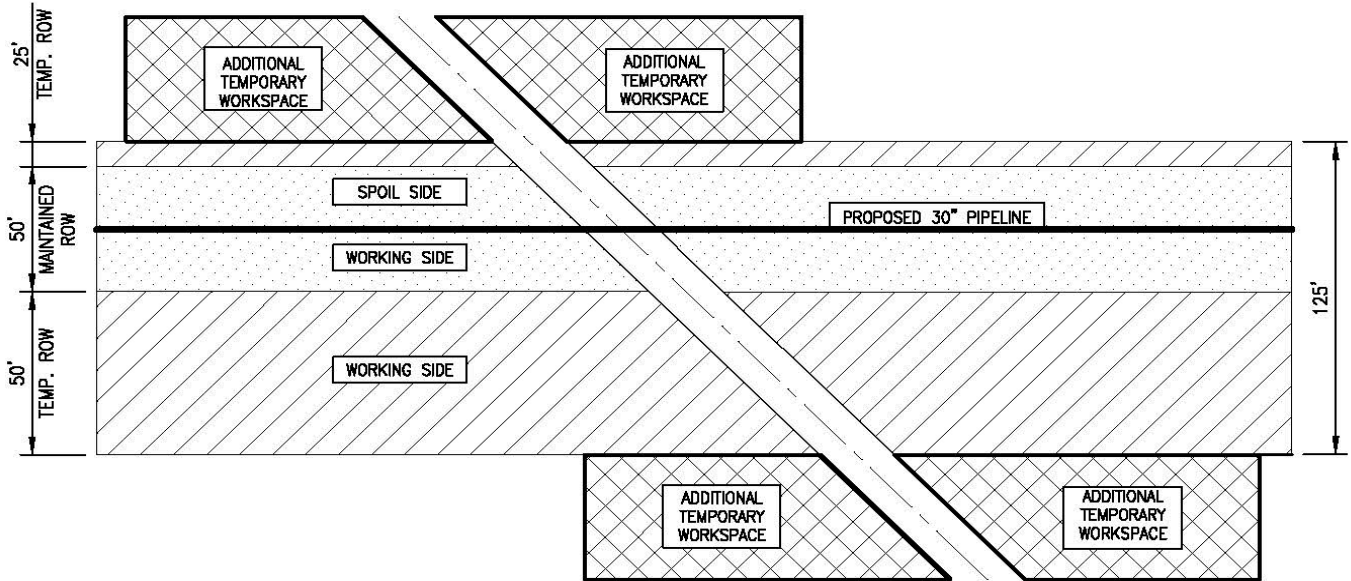 25'
TEMP. ROW
ADDITIONAL
TEMPORARY
WORKSPACE
ADDITIONAL
TEMPORARY
WORKSPACE
50'
MAINTAINED
ROW
SPOIL SIDE
PROPOSED 30" PIPELINE
WORKING SIDE
125'
50'
TEMP. ROW
WORKING SIDE
ADDITIONAL
TEMPORARY
WORKSPACE
ADDITIONAL
TEMPORARY
WORKSPACE